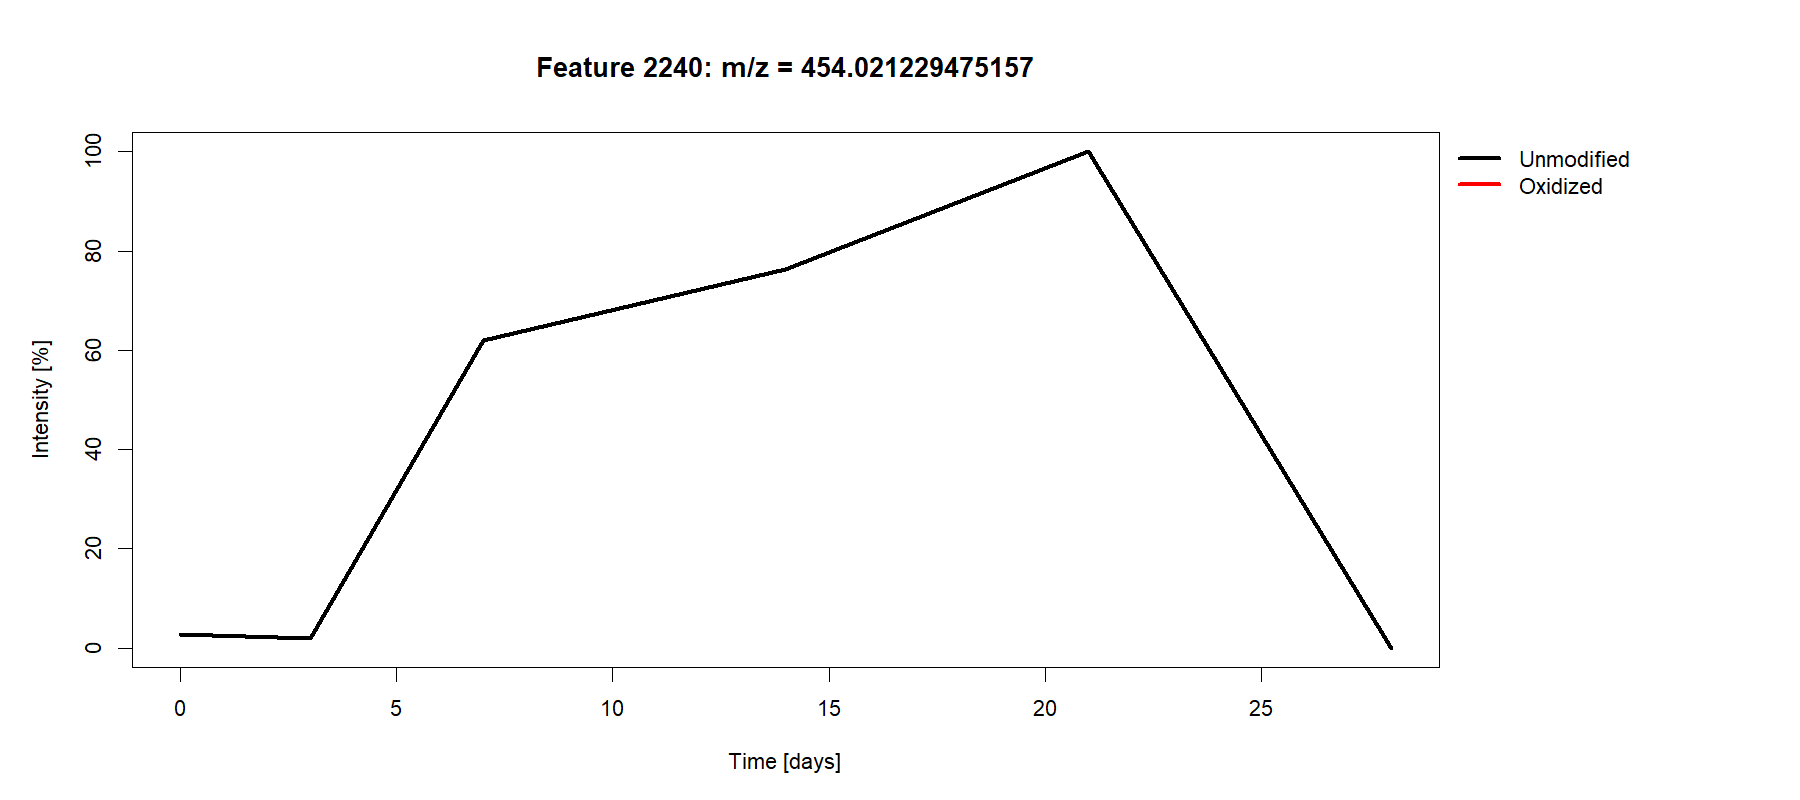 Feature 2240: m/z = 454.021229475157
Unmodified
Oxidized
Intensity [%]
100
80
60
40
20
0
0 5 10 15 20 25
Time [days]